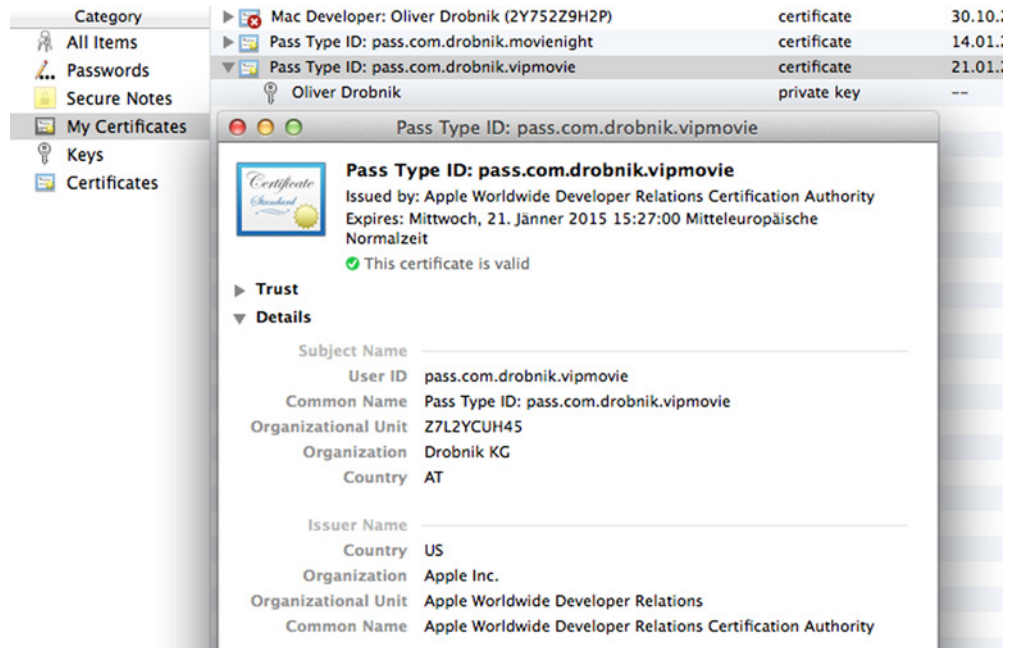 Category
All Items
Passwords
Secure Notes
My Certificates
Keys
Certificates
Mac Developer: Oliver Drobnik (2Y752Z9H2P) certificate 30.10.
Pass Type ID: pass.com.drobnik.movienight certificate 14.01.
Pass Type ID: pass.com.drobnik.vipmovie certificate 21.01.
Oliver Drobnik private key --
Pass Type ID: pass.com.drobnik.vipmovie
Certificate
Standard
Pass Type ID: pass.com.drobnik.vipmovie
Issued by: Apple Worldwide Developer Relations Certification Authority
Expires: Mittwoch, 21. Jänner 2015 15:27:00 Mitteleuropäische
Normalzeit
This certificate is valid
Trust
Details
Subject Name
User ID pass.com.drobnik.vipmovie
Common Name Pass Type ID: pass.com.drobnik.vipmovie
Organizational Unit Z7L2YCUH45
Organization Drobnik KG
Country AT
Issuer Name
Country US
Organization Apple Inc.
Organizational Unit Apple Worldwide Developer Relations
Common Name Apple Worldwide Developer Relations Certification Authority